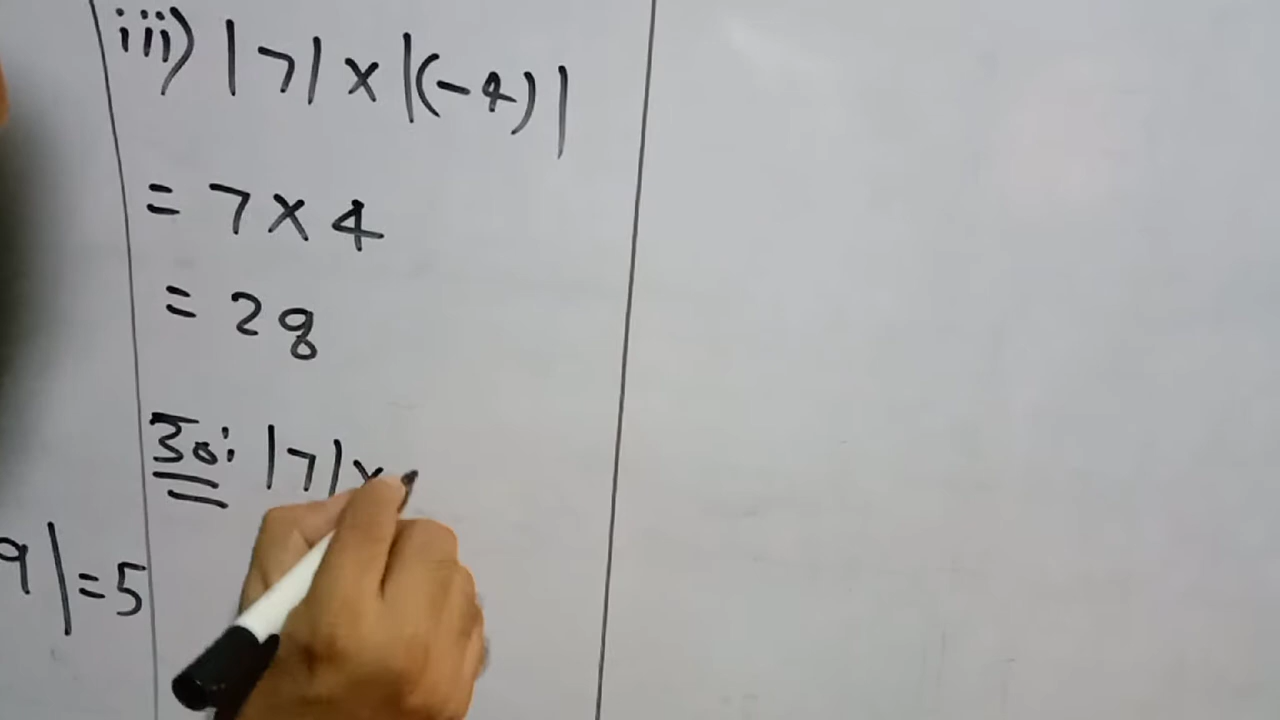 iii) |7| × |(-4)|
= 7 × 4
= 28
So: |7| ×
9| = 5